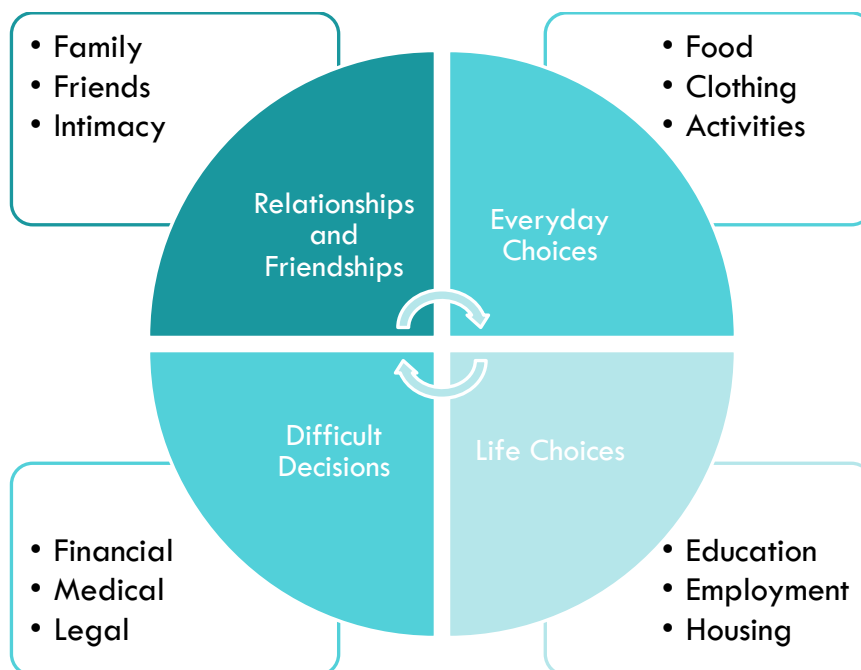 • Family
• Friends
• Intimacy
• Food
• Clothing
• Activities
Relationships
and
Friendships
Everyday
Choices
Difficult
Decisions
Life Choices
• Financial
• Medical
• Legal
• Education
• Employment
• Housing